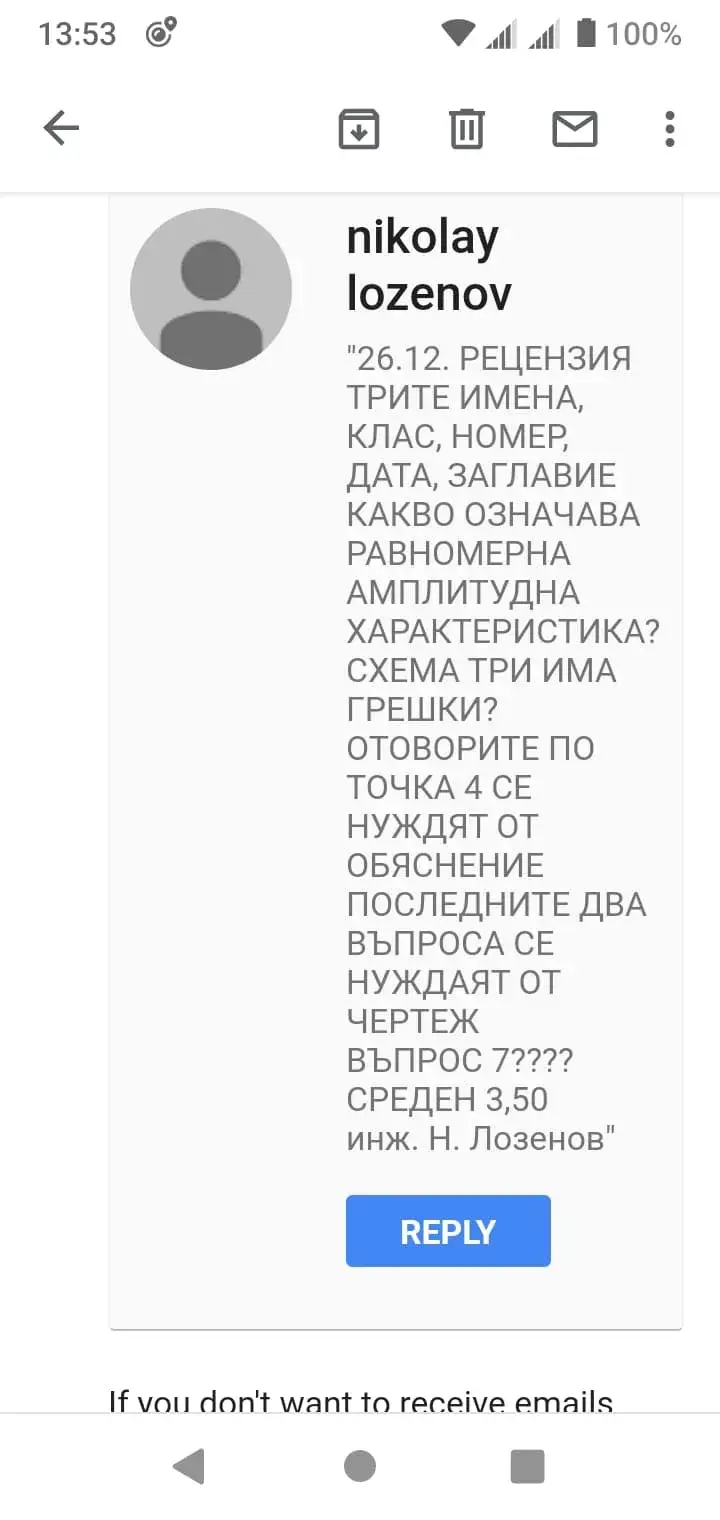 13:53
100%
nikolay
lozenov
"26.12. РЕЦЕНЗИЯ
ТРИТЕ ИМЕНА,
КЛАС, НОМЕР,
ДАТА, ЗАГЛАВИЕ
КАКВО ОЗНАЧАВА
РАВНОМЕРНА
АМПЛИТУДНА
ХАРАКТЕРИСТИКА?
СХЕМА ТРИ ИМА
ГРЕШКИ?
ОТОВОРИТЕ ПО
ТОЧКА 4 СЕ
НУЖДЯТ ОТ
ОБЯСНЕНИЕ
ПОСЛЕДНИТЕ ДВА
ВЪПРОСА СЕ
НУЖДАЯТ ОТ
ЧЕРТЕЖ
ВЪПРОС 7????
СРЕДЕН 3,50
инж. Н. Лозенов"
REPLY
If you don't want to receive emails